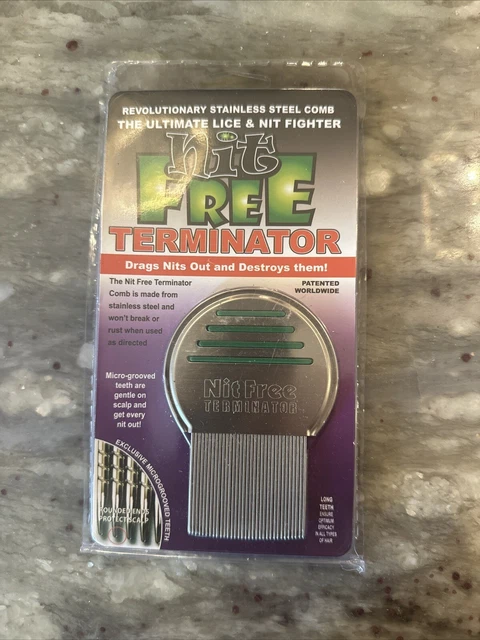 REVOLUTIONARY STAINLESS STEEL COMB
THE ULTIMATE LICE & NIT FIGHTER
nit
FREE
TERMINATOR
Drags Nits Out and Destroys them!
The Nit Free Terminator
Comb is made from
stainless steel and
won't break or
rust when used
as directed
PATENTED
WORLDWIDE
Micro-grooved
teeth are
gentle on
scalp and
get every
nit out!
Nit Free
TERMINATOR
EXCLUSIVE MICROGROOVED TEETH
ROUNDED ENDS
PROTECT SCALP
LONG
TEETH
ENSURE
OPTIMUM
EFFICACY
IN ALL TYPES
OF HAIR